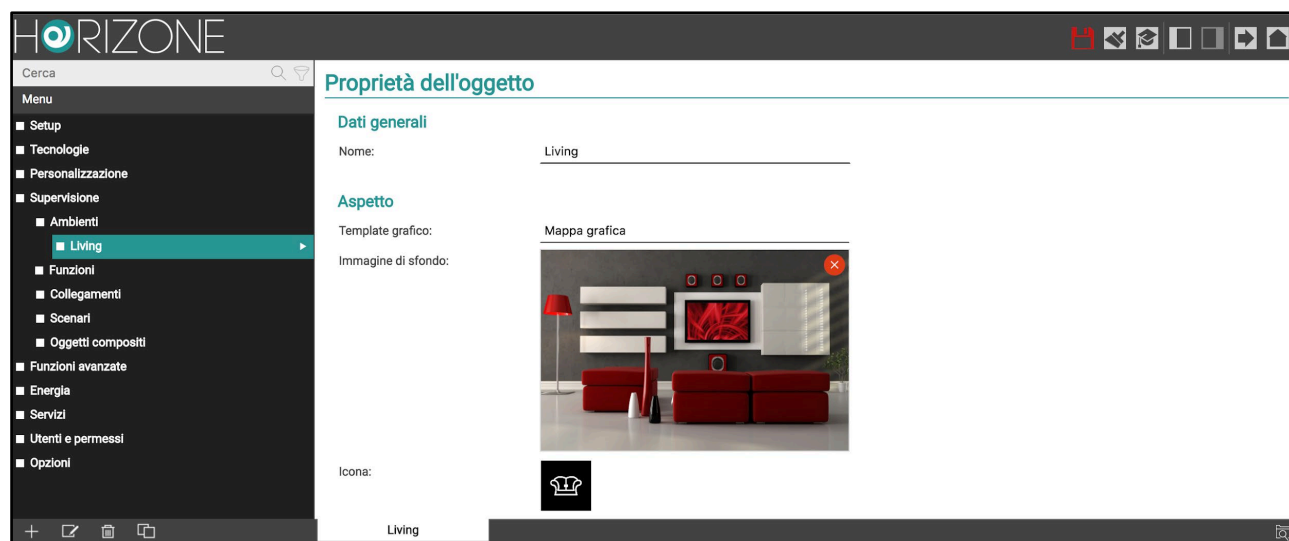 HORIZONE
Cerca
Menu
Setup
Tecnologie
Personalizzazione
Supervisione
Ambienti
Living
Funzioni
Collegamenti
Scenari
Oggetti compositi
Funzioni avanzate
Energia
Servizi
Utenti e permessi
Opzioni
Proprietà dell'oggetto
Dati generali
Nome: Living
Aspetto
Template grafico: Mappa grafica
Immagine di sfondo:
Icona:
Living